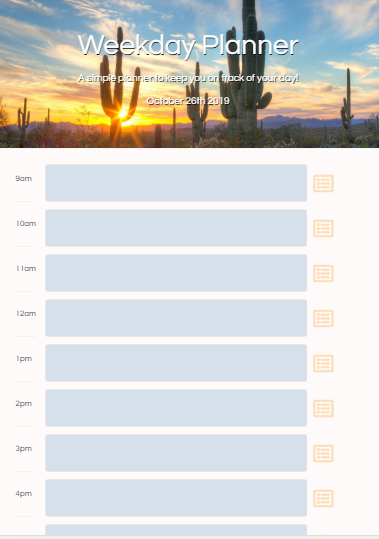 Weekday Planner
A simple planner to keep you on track of your day!
October 26th 2019
9am
10am
11am
12am
1pm
2pm
3pm
4pm